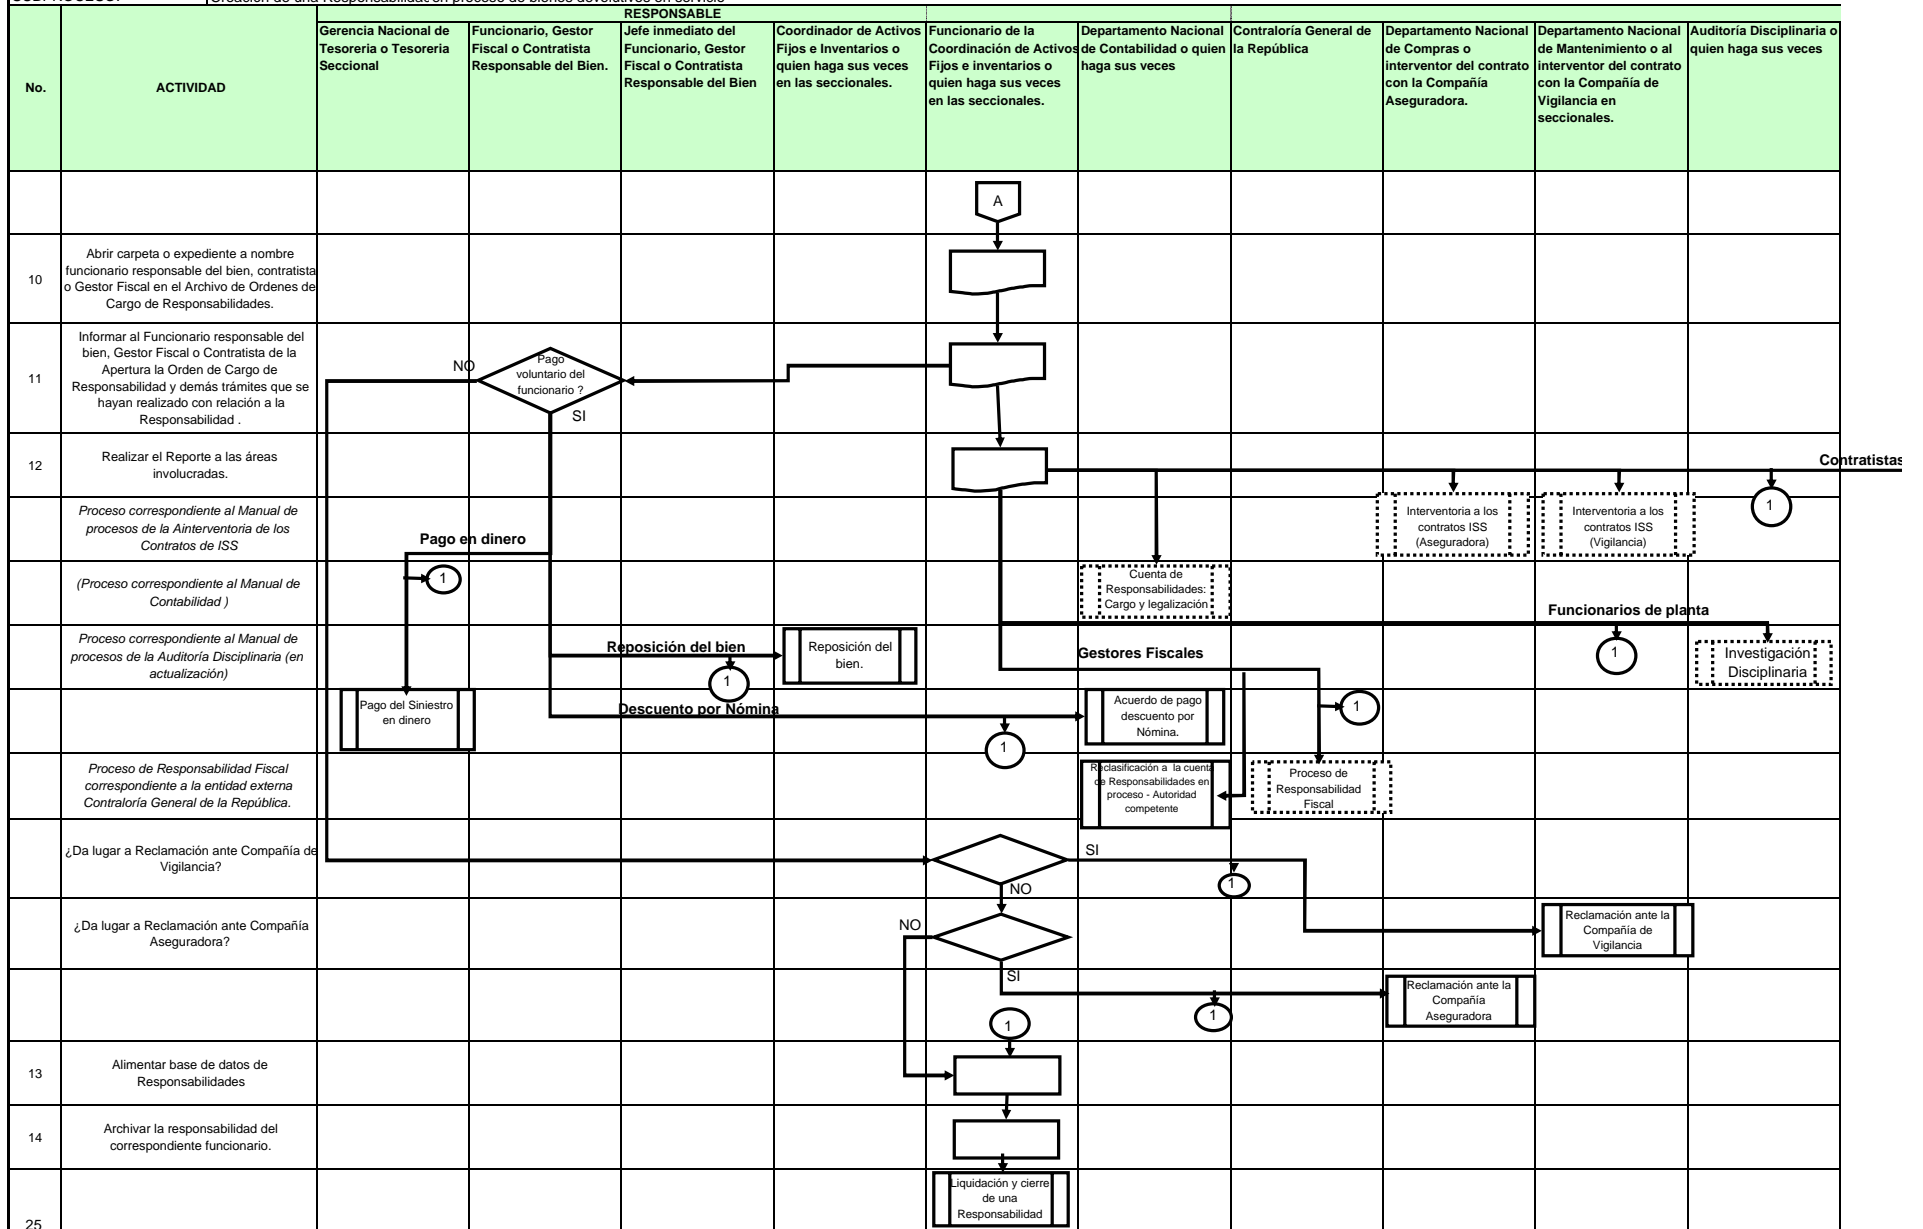 Creación de una Responsabilidad en proceso de bienes devolutivos en servicio
RESPONSABLE
No.
ACTIVIDAD
Gerencia Nacional de
Tesoreria o Tesoreria
Seccional
Funcionario, Gestor
Fiscal o Contratista
Responsable del Bien.
Jefe inmediato del
Funcionario, Gestor
Fiscal o Contratista
Responsable del Bien
Coordinador de Activos
Fijos e Inventarios o
quien haga sus veces
en las seccionales.
Funcionario de la
Coordinación de Activos
Fijos e inventarios o
quien haga sus veces
en las seccionales.
Departamento Nacional
de Contabilidad o quien
haga sus veces
Contraloría General de
la República
Departamento Nacional
de Compras o
interventor del contrato
con la Compañía
Aseguradora.
Departamento Nacional
de Mantenimiento o al
interventor del contrato
con la Compañía de
Vigilancia en
seccionales.
Auditoría Disciplinaria o
quien haga sus veces
A
10
Abrir carpeta o expediente a nombre
funcionario responsable del bien, contratista
o Gestor Fiscal en el Archivo de Ordenes de
Cargo de Responsabilidades.
11
Informar al Funcionario responsable del
bien, Gestor Fiscal o Contratista de la
Apertura la Orden de Cargo de
Responsabilidad y demás trámites que se
hayan realizado con relación a la
Responsabilidad .
NO
Pago
voluntario del
funcionario ?
SI
12
Realizar el Reporte a las áreas
involucradas.
Contratistas
Proceso correspondiente al Manual de
procesos de la Ainterventoria de los
Contratos de ISS
Pago en dinero
Interventoria a los
contratos ISS
(Aseguradora)
Interventoria a los
contratos ISS
(Vigilancia)
1
(Proceso correspondiente al Manual de
Contabilidad )
1
Cuenta de
Responsabilidades:
Cargo y legalización
Funcionarios de planta
Proceso correspondiente al Manual de
procesos de la Auditoría Disciplinaria (en
actualización)
Reposición del bien
1
Reposición del
bien.
Gestores Fiscales
1
Investigación
Disciplinaria
Pago del Siniestro
en dinero
Descuento por Nómina
1
Acuerdo de pago
descuento por
Nómina.
1
Proceso de Responsabilidad Fiscal
correspondiente a la entidad externa
Contraloría General de la República.
Reclasificación a la cuenta
de Responsabilidades en
proceso - Autoridad
competente
Proceso de
Responsabilidad
Fiscal
¿Da lugar a Reclamación ante Compañía de
Vigilancia?
SI
NO
1
¿Da lugar a Reclamación ante Compañía
Aseguradora?
NO
SI
Reclamación ante la
Compañía de
Vigilancia
1
1
Reclamación ante la
Compañía
Aseguradora
13
Alimentar base de datos de
Responsabilidades
14
Archivar la responsabilidad del
correspondiente funcionario.
25
Liquidación y cierre
de una
Responsabilidad